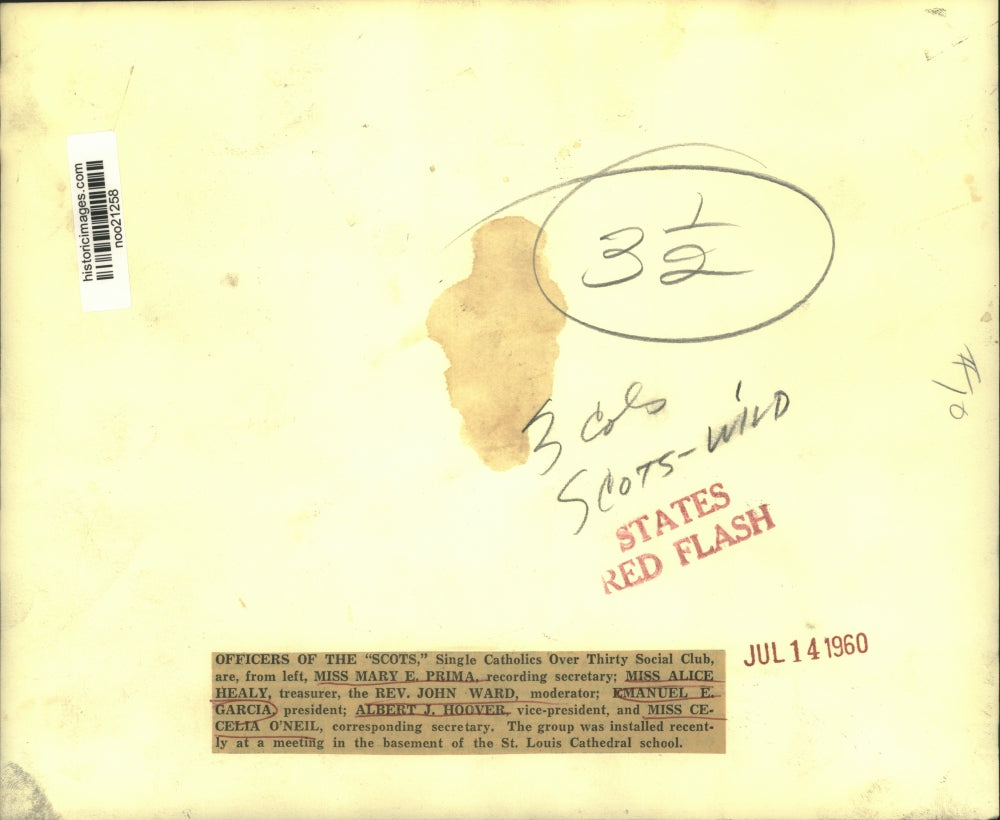 historicimages.com
noo21258
3 1/2
3 Cols
SCOTS-WILD
STATES
RED FLASH
JUL 14 1960
OFFICERS OF THE “SCOTS,” Single Catholics Over Thirty Social Club,
are, from left, MISS MARY E. PRIMA, recording secretary; MISS ALICE
HEALY, treasurer, the REV. JOHN WARD, moderator; EMANUEL E.
GARCIA, president; ALBERT J. HOOVER, vice-president, and MISS CE-
CELIA O'NEIL, corresponding secretary. The group was installed recent-
ly at a meeting in the basement of the St. Louis Cathedral school.